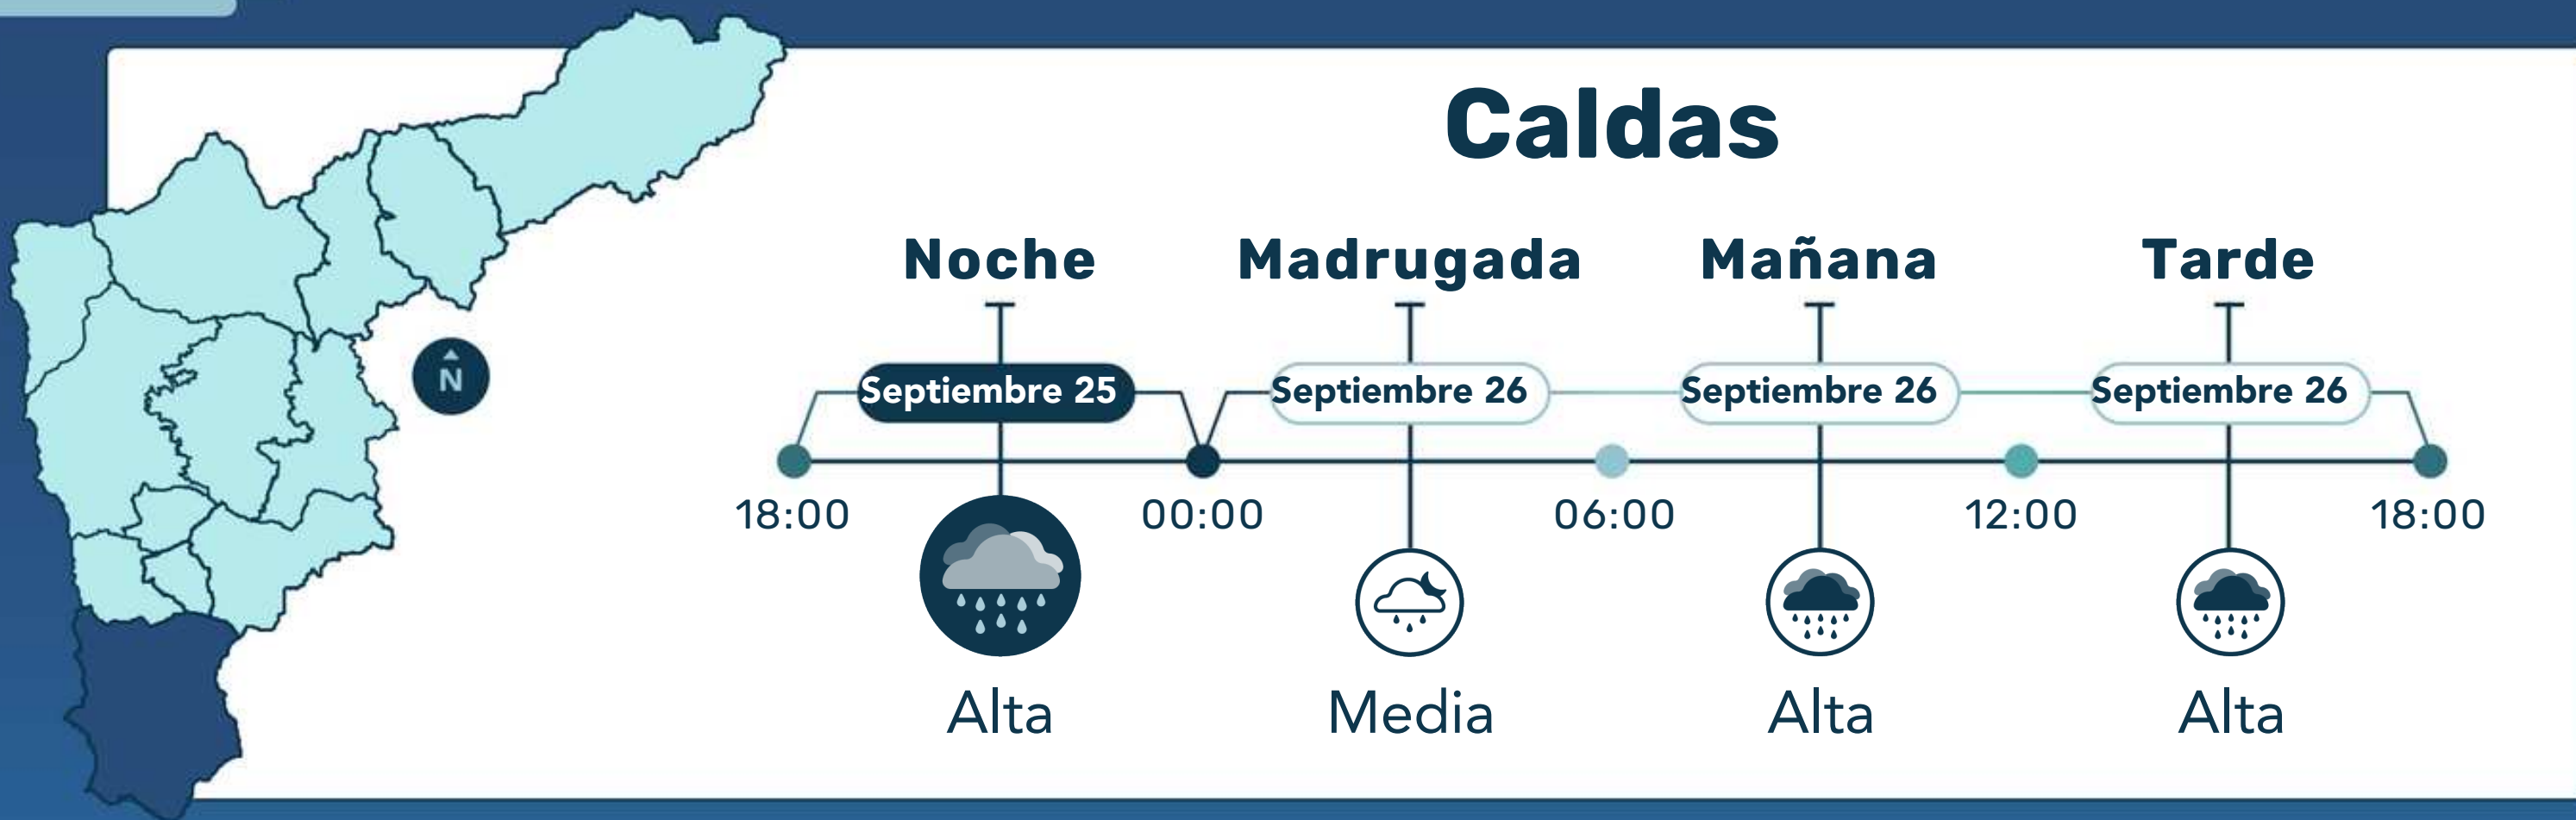 Caldas
Noche Madrugada Mañana Tarde
Septiembre 25 Septiembre 26 Septiembre 26 Septiembre 26
N
18:00 00:00 06:00 12:00 18:00
Alta Media Alta Alta